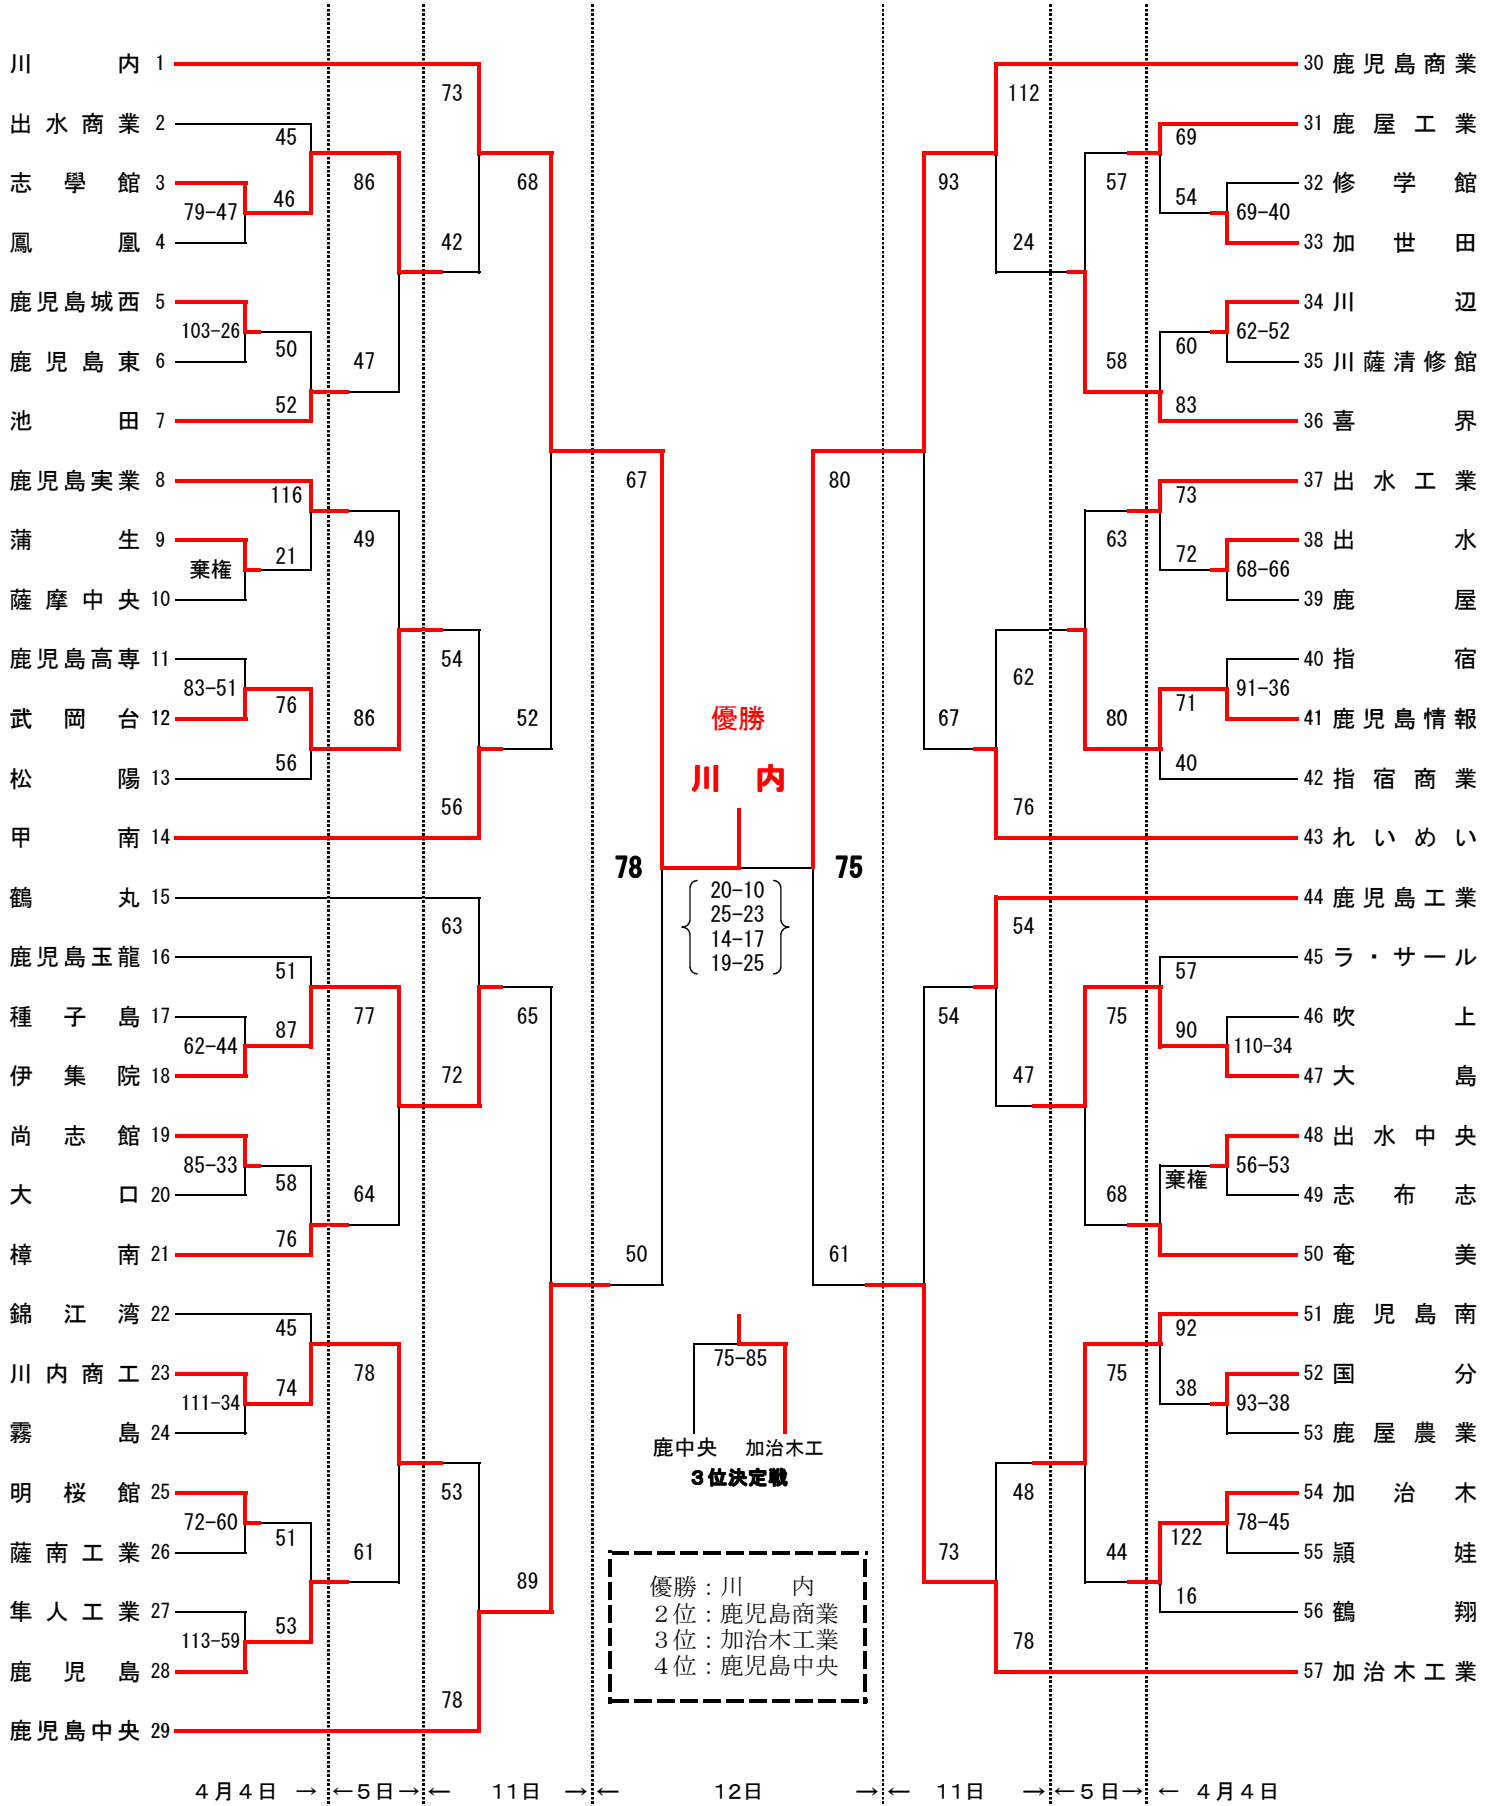 川内 1
出水商業 2
志學館 3
鳳凰 4
鹿児島城西 5
鹿児島東 6
池田 7
鹿児島実業 8
蒲生 9
薩摩中央 10
鹿児島高専 11
武岡台 12
松陽 13
甲南 14
鶴丸 15
鹿児島玉龍 16
種子島 17
伊集院 18
尚志館 19
大口 20
樟南 21
錦江湾 22
川内商工 23
霧島 24
明桜館 25
薩南工業 26
隼人工業 27
鹿児島 28
鹿児島中央 29
79-47
103-26
棄権
83-51
62-44
85-33
111-34
72-60
113-59
45
46
50
52
116
21
76
56
51
87
58
76
45
74
51
53
86
47
49
86
77
64
78
61
73
42
54
56
63
72
53
78
68
52
65
89
67
50
優勝
川内
78
75
20-10
25-23
14-17
19-25
75-85
鹿中央 加治木工
3位決定戦
優勝：川内
2位：鹿児島商業
3位：加治木工業
4位：鹿児島中央
80
61
93
67
54
73
112
24
62
76
54
47
48
78
57
58
63
80
75
68
75
44
69
54
60
83
73
72
71
40
57
90
棄権
92
38
122
16
69-40
62-52
68-66
91-36
110-34
56-53
93-38
78-45
30 鹿児島商業
31 鹿屋工業
32 修学館
33 加世田
34 川辺
35 川薩清修館
36 喜界
37 出水工業
38 出水
39 鹿屋
40 指宿
41 鹿児島情報
42 指宿商業
43 れいめい
44 鹿児島工業
45 ラ・サール
46 吹上
47 大島
48 出水中央
49 志布志
50 奄美
51 鹿児島南
52 国分
53 鹿屋農業
54 加治木
55 頴娃
56 鶴翔
57 加治木工業
4月4日 →←5日→← 11日 →← 12日 →← 11日 →←5日→← 4月4日